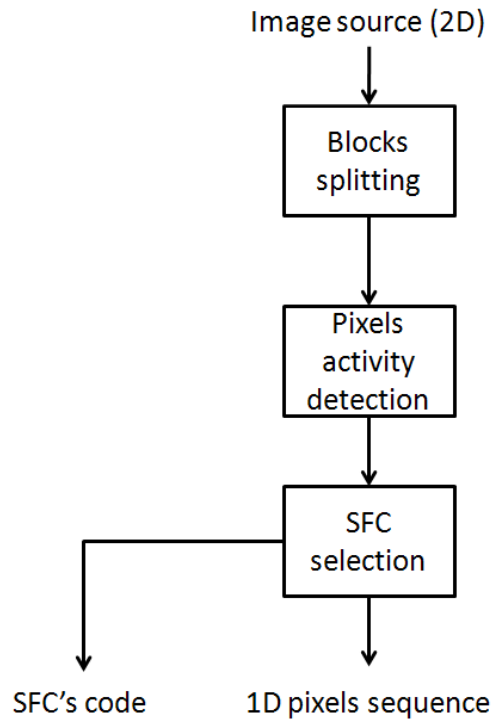 Image source (2D)
Blocks
splitting
Pixels
activity
detection
SFC
selection
SFC's code
1D pixels sequence